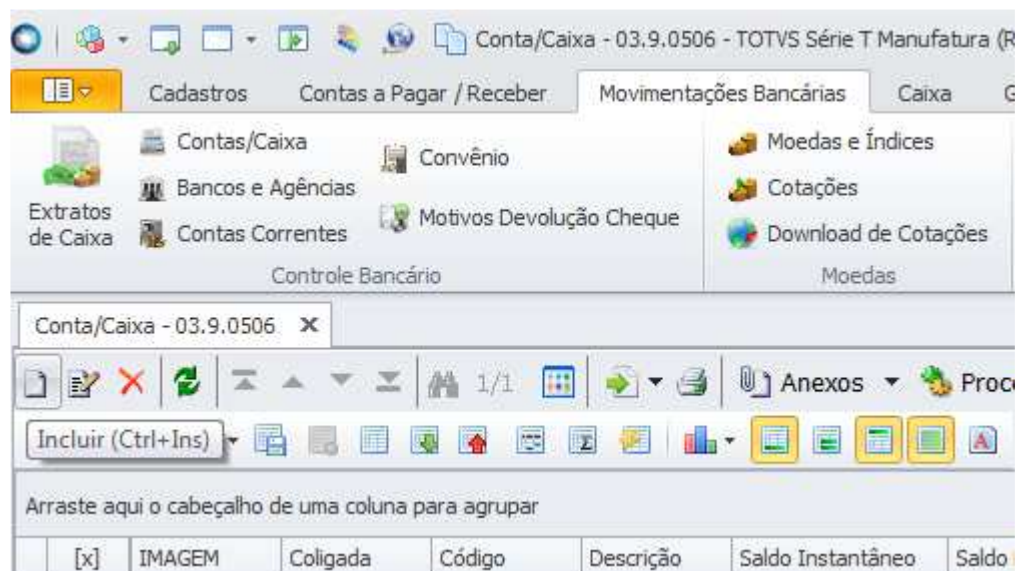 Conta/Caixa - 03.9.0506 - TOTVS Série T Manufatura (R
Cadastros Contas a Pagar / Receber Movimentações Bancárias Caixa G
Contas/Caixa Convênio Moedas e Índices
Bancos e Agências Cotações
Extratos de Caixa Motivos Devolução Cheque
Contas Correntes Download de Cotações
Controle Bancário Moedas
Conta/Caixa - 03.9.0506
1/1 Anexos Proc
Incluir (Ctrl+Ins)
Arraste aqui o cabeçalho de uma coluna para agrupar
[x] IMAGEM Coligada Código Descrição Saldo Instantâneo Saldo